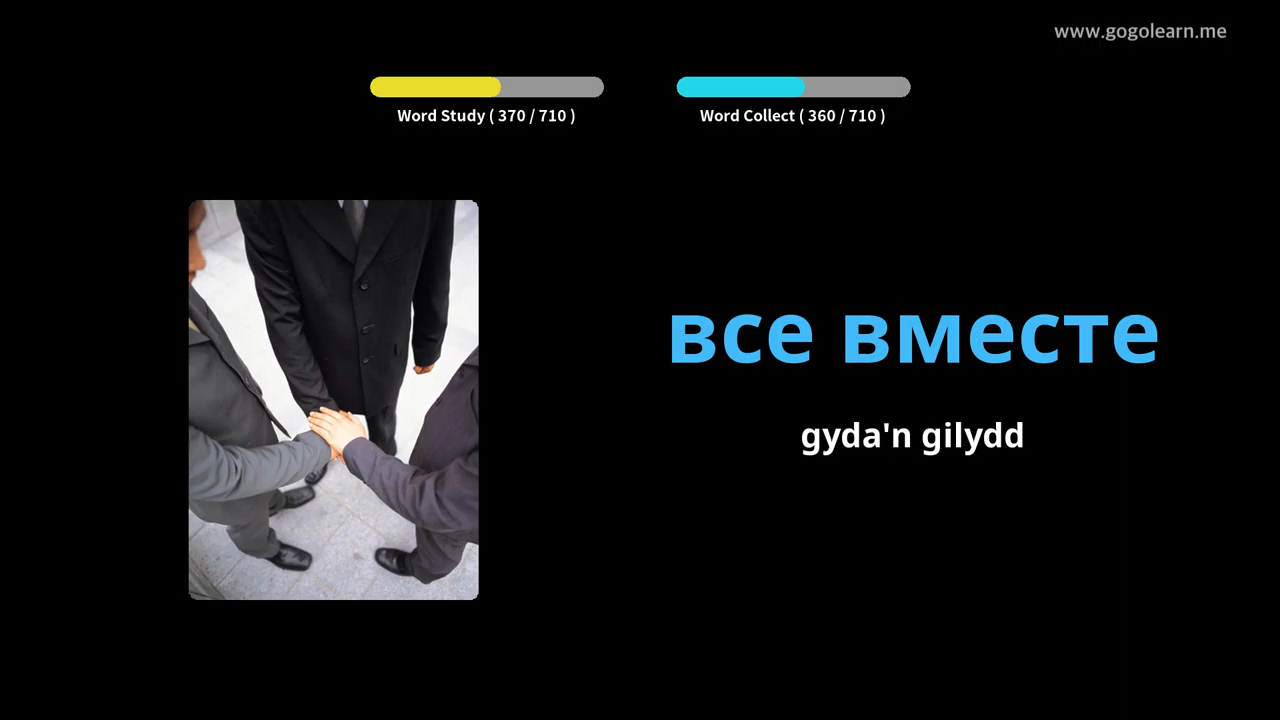 www.gogolearn.me
Word Study ( 370 / 710 )
Word Collect ( 360 / 710 )
все вместе
gyda'n gilydd